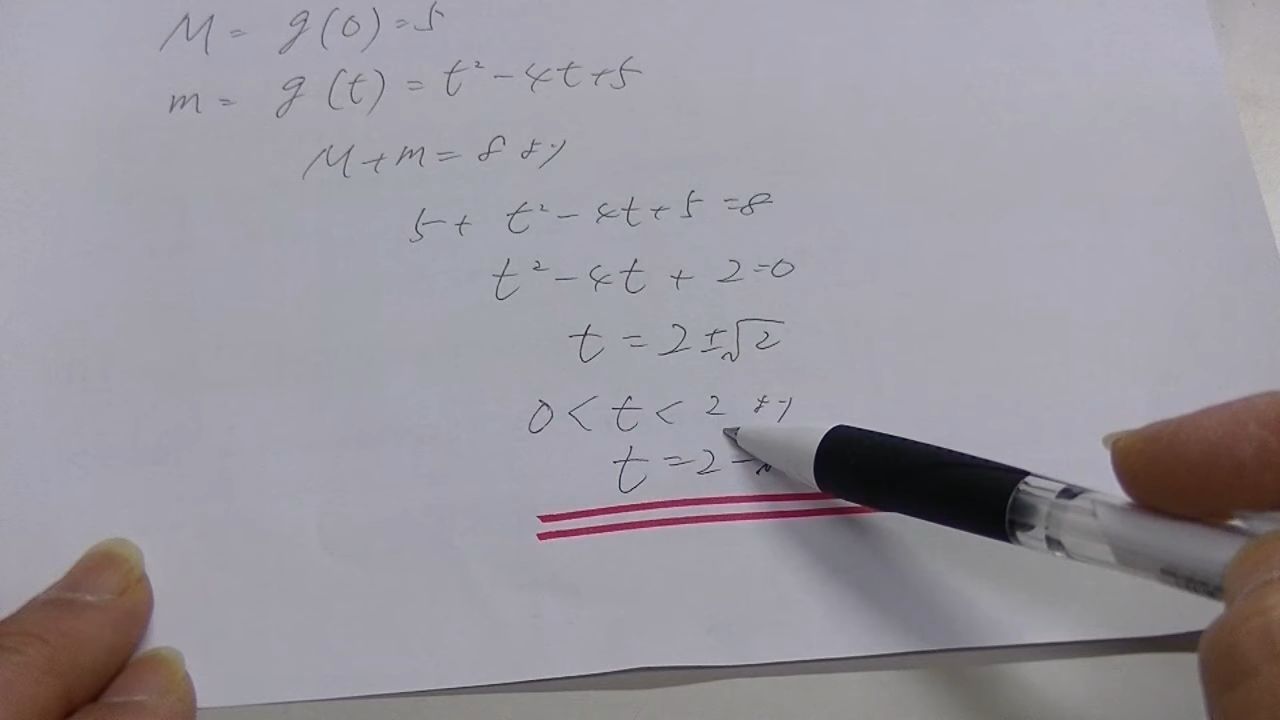 M = g(0) = 5
m = g(t) = t² - 4t + 5
M + m = 8 より
5 + t² - 4t + 5 = 8
t² - 4t + 2 = 0
t = 2 ± √2
0 < t < 2 より
t = 2 - √